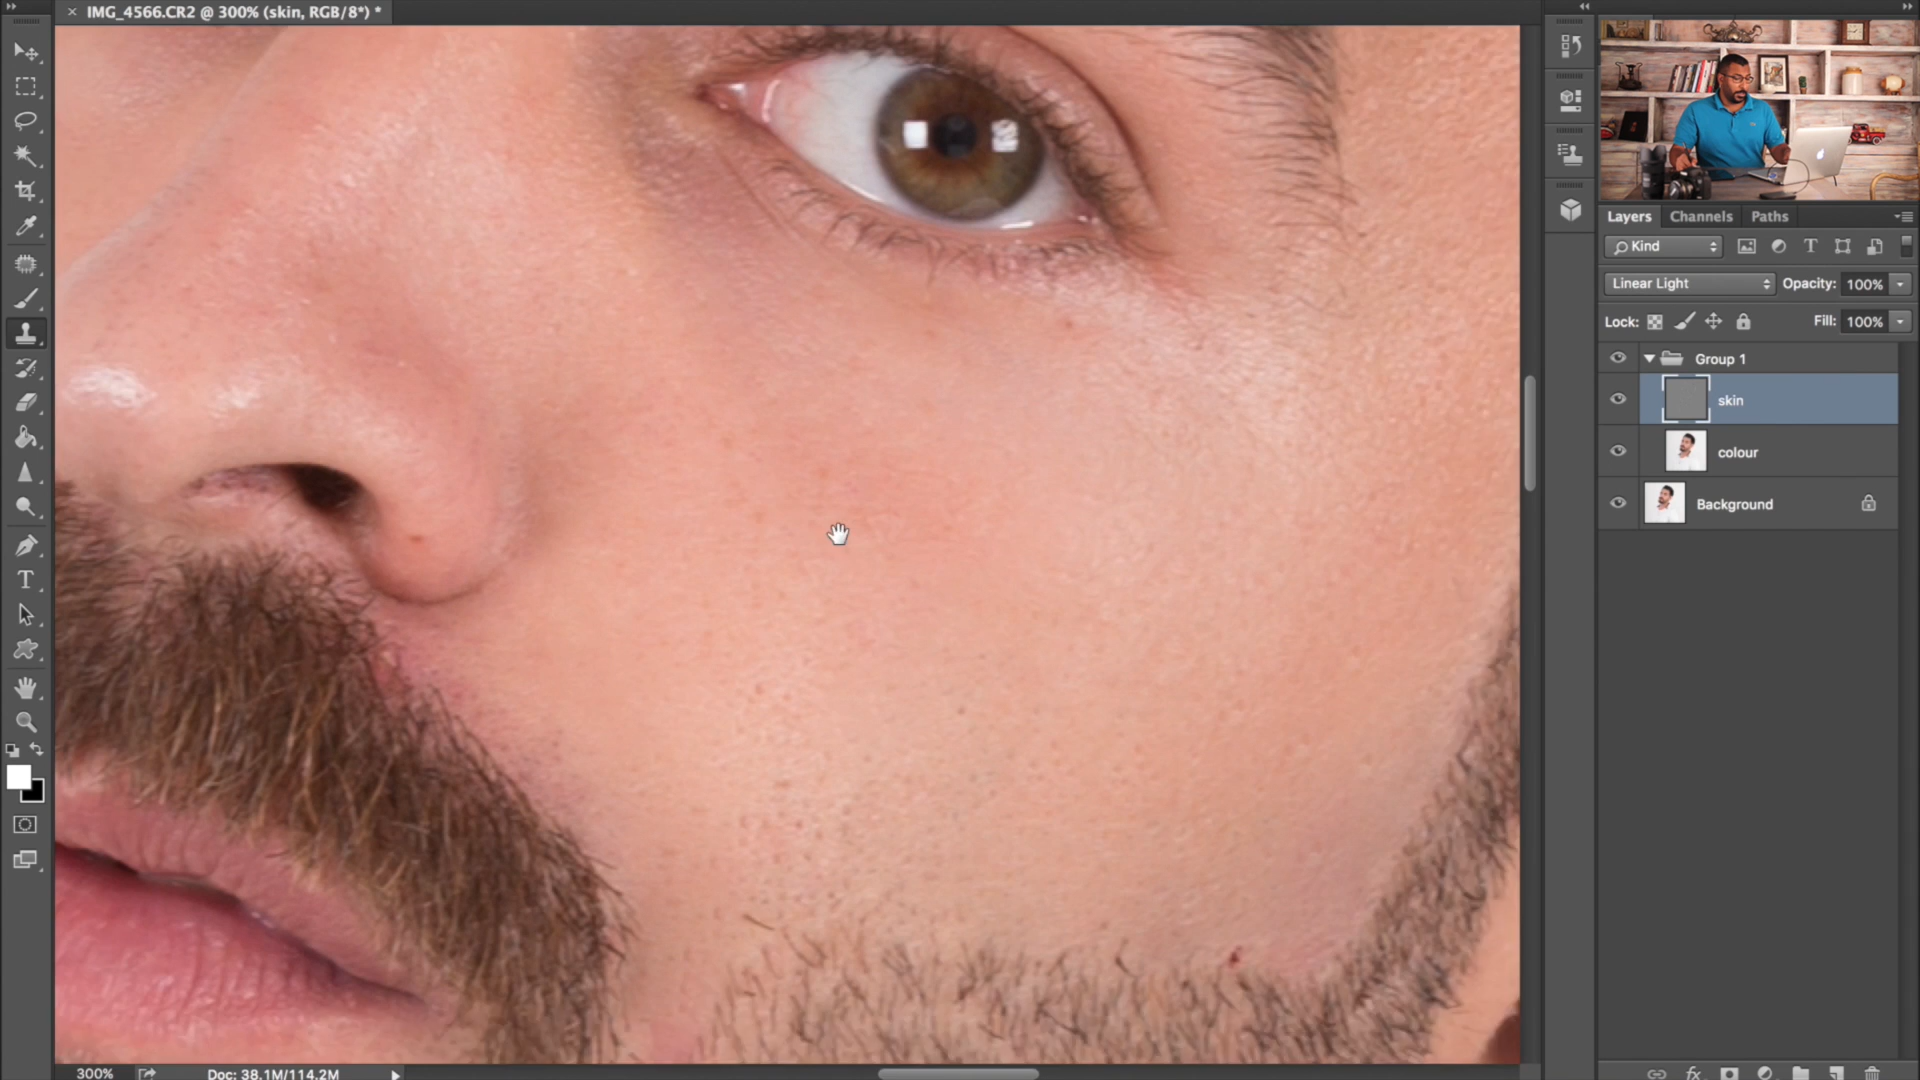 IMG_4566.CR2 @ 300% (skin, RGB/8*) *
Layers Channels Paths
Kind
Linear Light Opacity: 100%
Lock: Fill: 100%
Group 1
skin
colour
Background
T
300% Doc: 38.1M/114.2M
fx